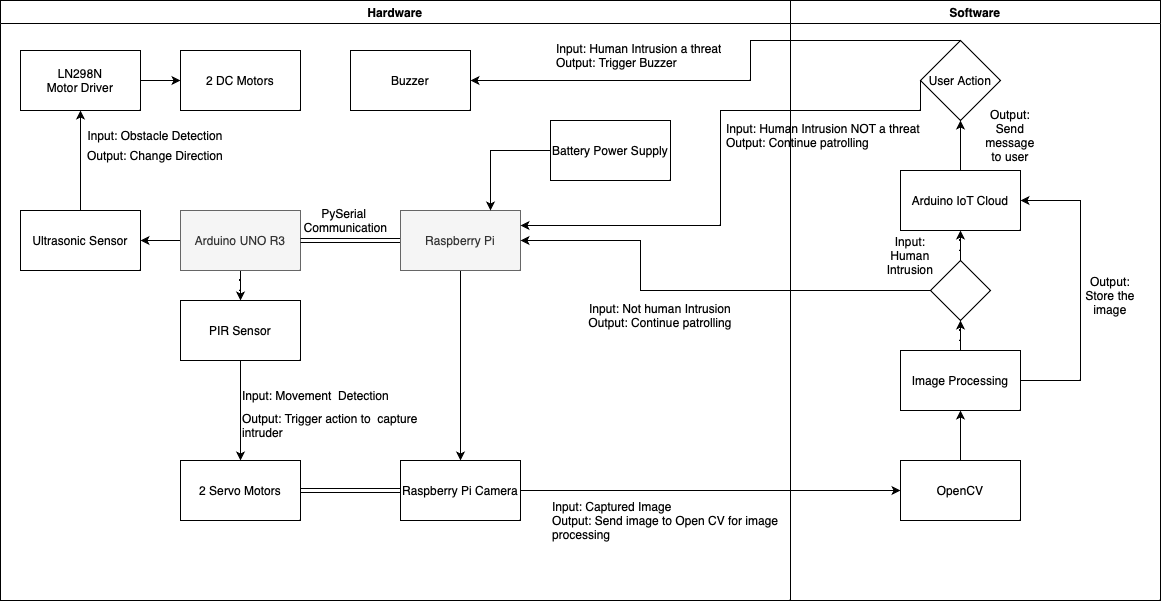 Hardware
Software
LN298N
Motor Driver
2 DC Motors
Buzzer
Input: Human Intrusion a threat
Output: Trigger Buzzer
User Action
Input: Obstacle Detection
Output: Change Direction
Battery Power Supply
Input: Human Intrusion NOT a threat
Output: Continue patrolling
Output:
Send
message
to user
Ultrasonic Sensor
Arduino UNO R3
PySerial
Communication
Raspberry Pi
Arduino IoT Cloud
Input:
Human
Intrusion
Output:
Store the
image
PIR Sensor
Input: Not human Intrusion
Output: Continue patrolling
Image Processing
Input: Movement Detection
Output: Trigger action to capture
intruder
2 Servo Motors
Raspberry Pi Camera
Input: Captured Image
Output: Send image to Open CV for image
processing
OpenCV